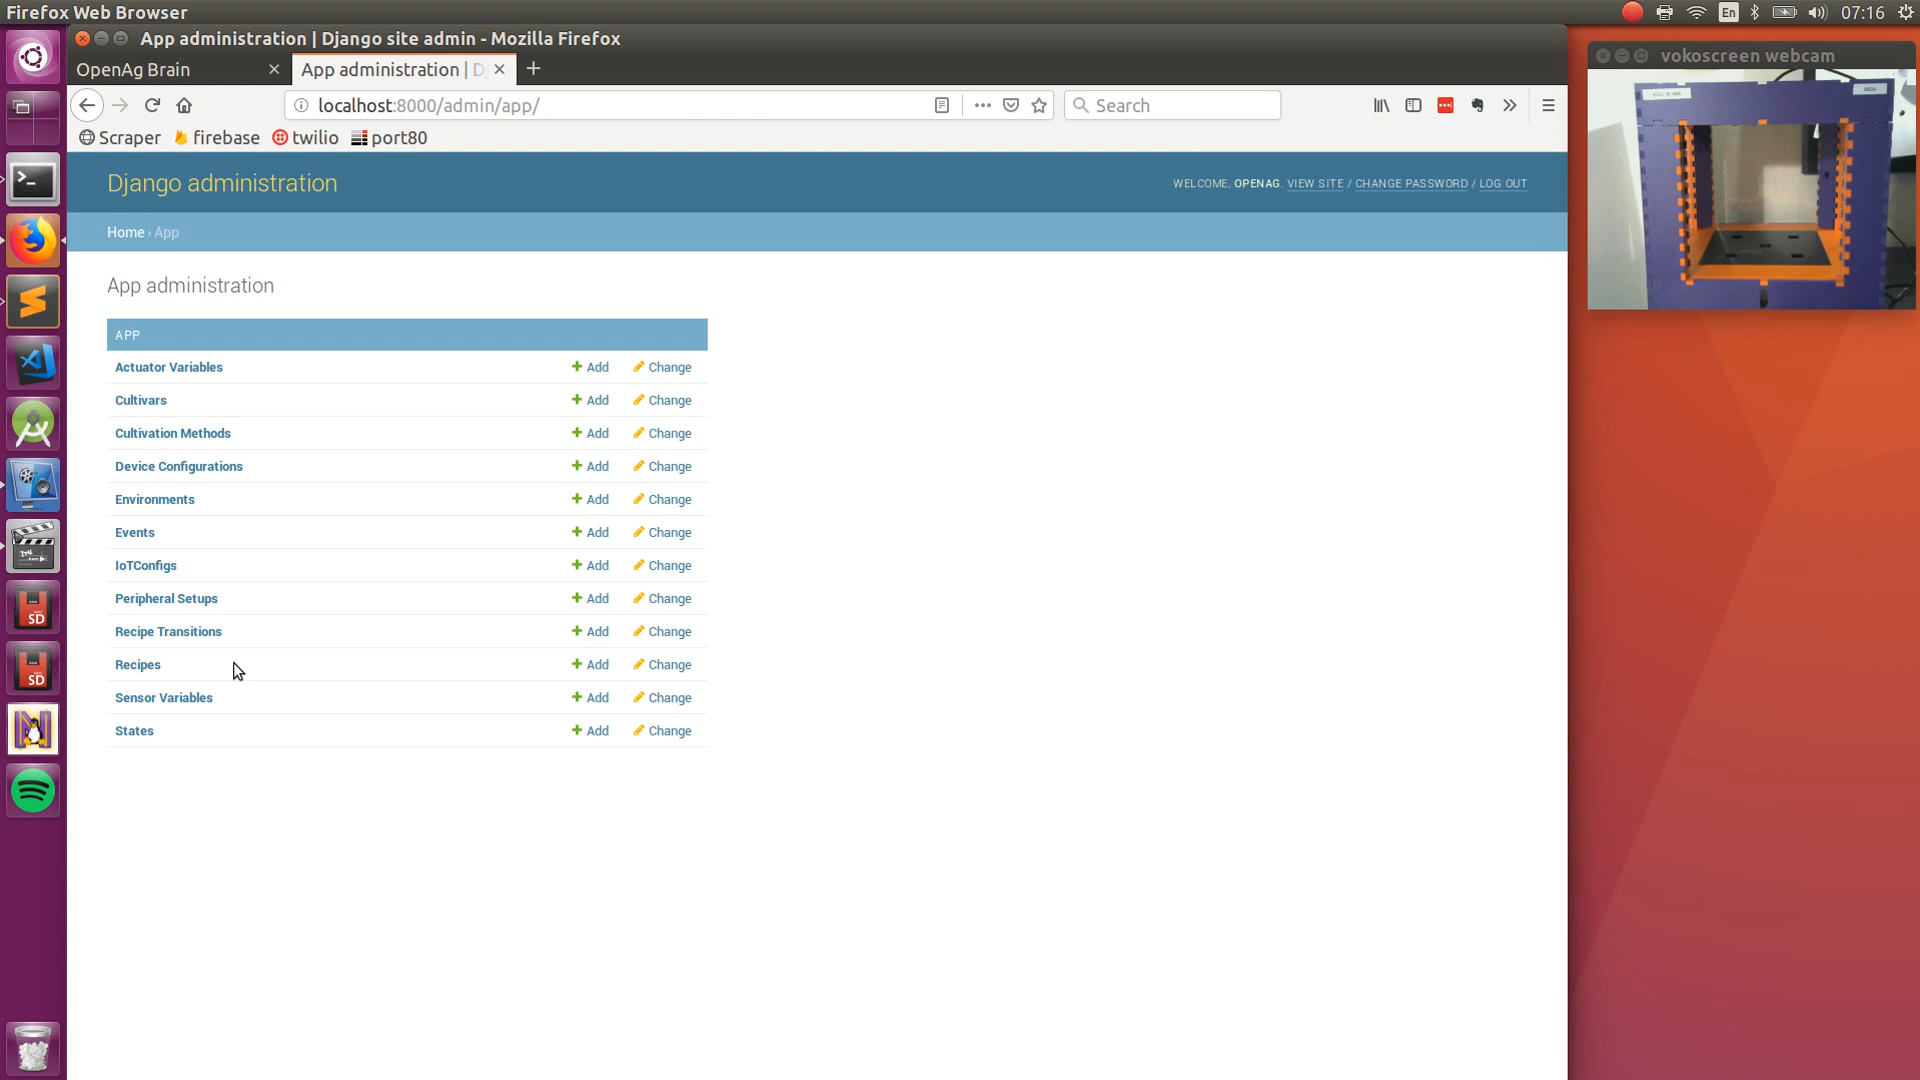 Firefox Web Browser
En
07:16
App administration | Django site admin - Mozilla Firefox
OpenAg Brain
App administration | D
localhost:8000/admin/app/
Search
Scraper
firebase
twilio
port80
Django administration
WELCOME, OPENAG. VIEW SITE / CHANGE PASSWORD / LOG OUT
Home › App
App administration
APP
Actuator Variables Add Change
Cultivars Add Change
Cultivation Methods Add Change
Device Configurations Add Change
Environments Add Change
Events Add Change
IoTConfigs Add Change
Peripheral Setups Add Change
Recipe Transitions Add Change
Recipes Add Change
Sensor Variables Add Change
States Add Change
vokoscreen webcam
SD
SD